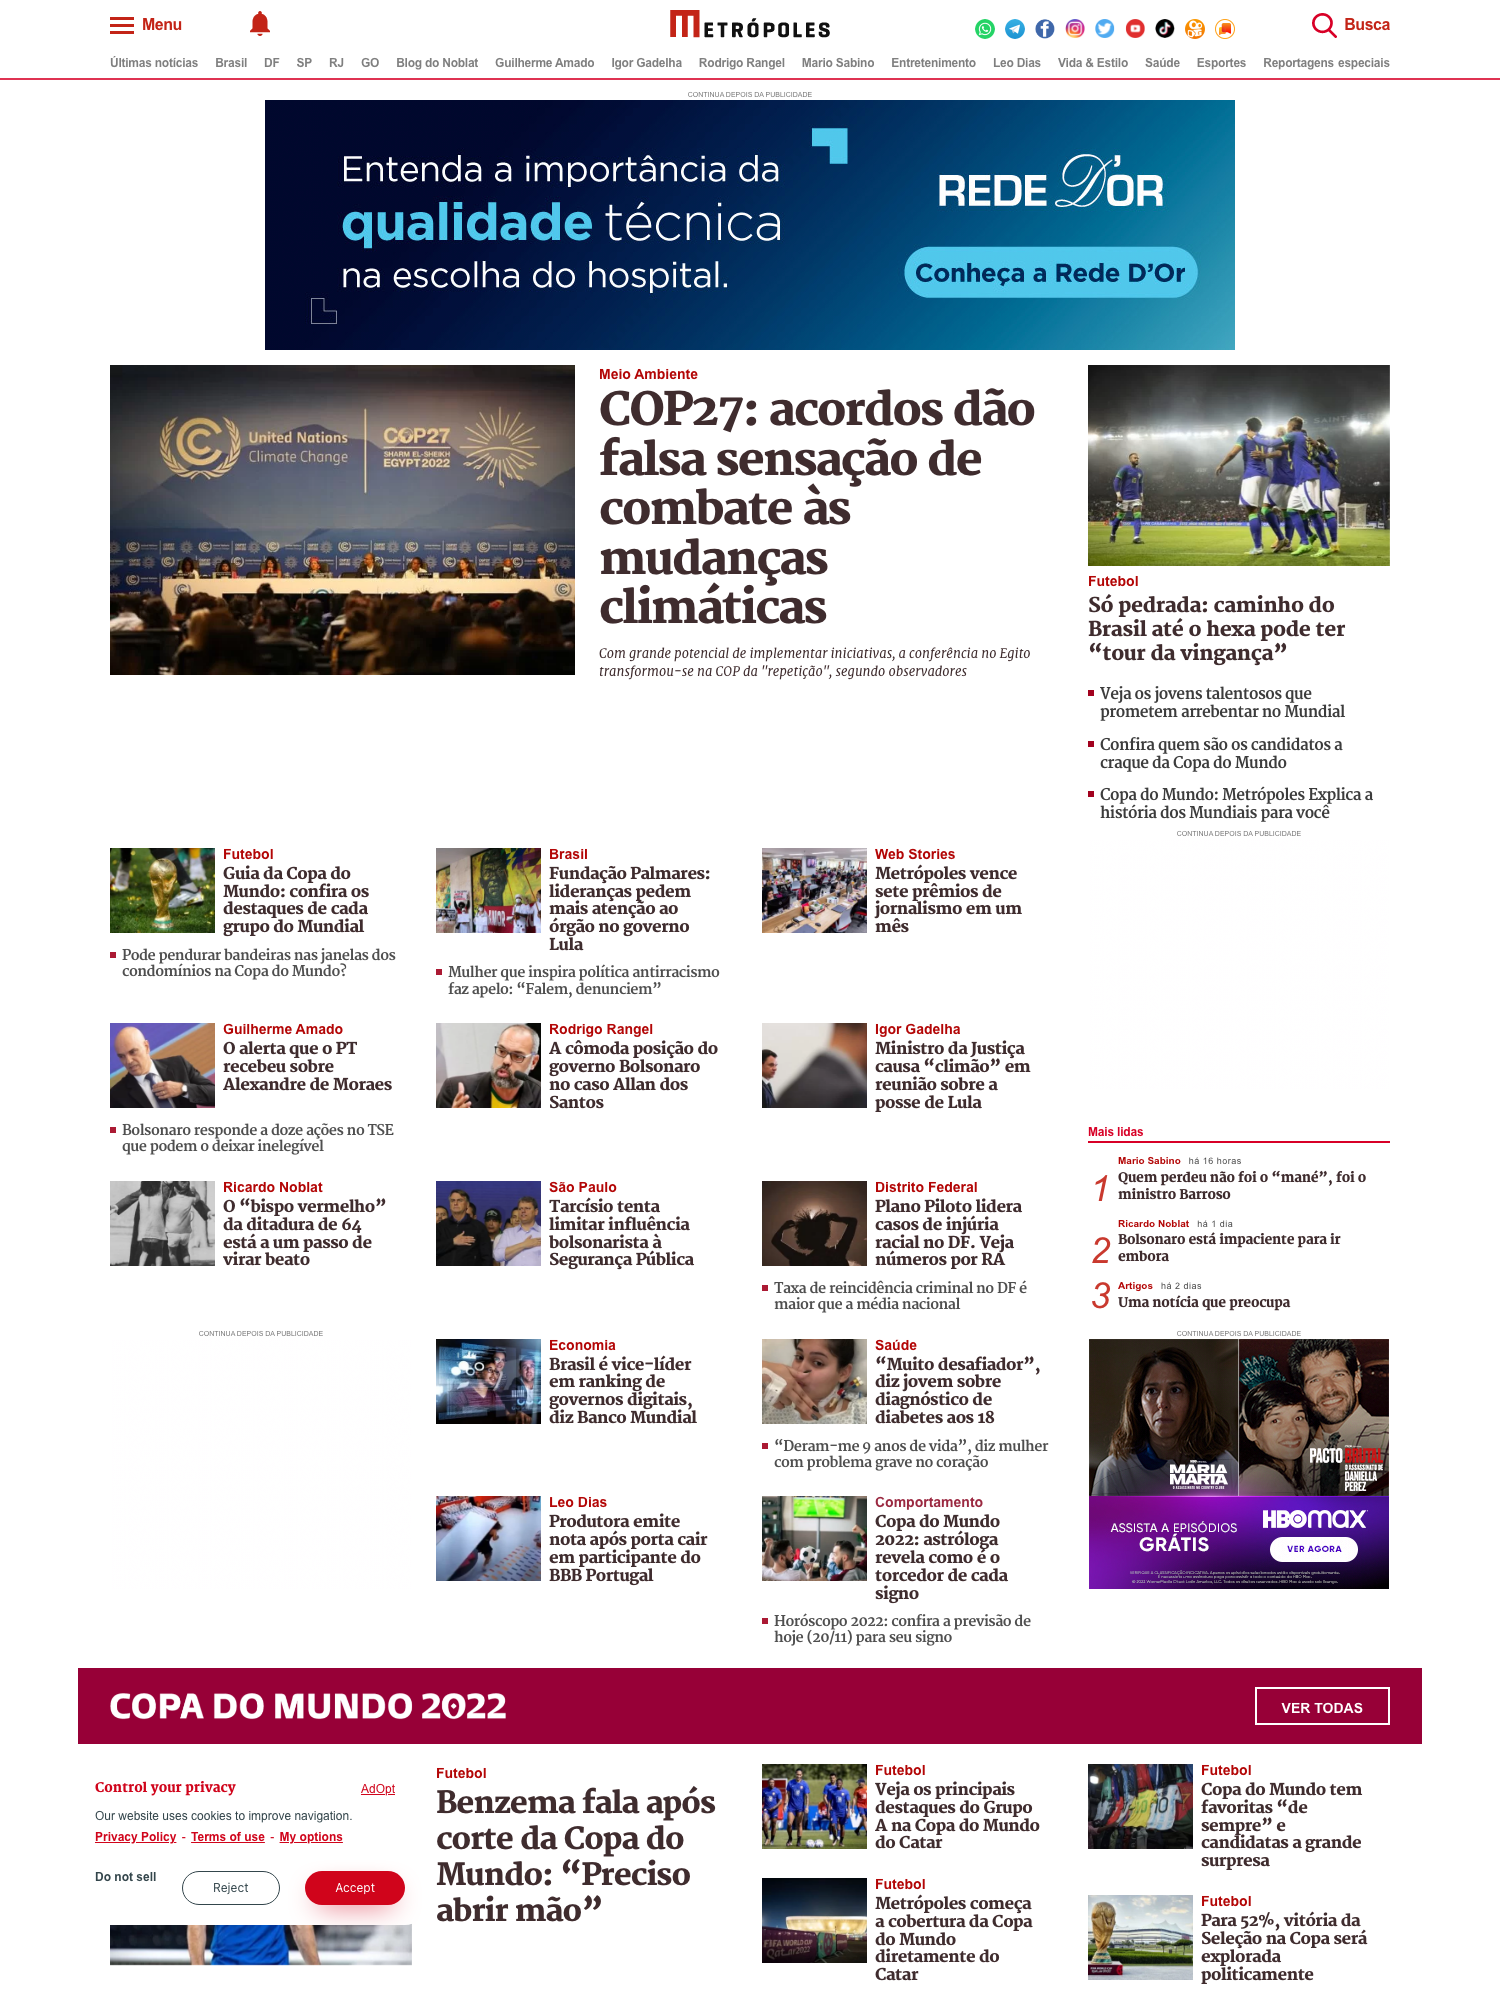 Menu
METRÓPOLES
Busca
Últimas notícias Brasil DF SP RJ GO Blog do Noblat Guilherme Amado Igor Gadelha Rodrigo Rangel Mario Sabino Entretenimento Leo Dias Vida & Estilo Saúde Esportes Reportagens especiais
CONTINUA DEPOIS DA PUBLICIDADE
Entenda a importância da
qualidade técnica
na escolha do hospital.
REDE D'OR
Conheça a Rede D'Or
United Nations
Climate Change
COP27
SHARM EL-SHEIKH
EGYPT2022
Meio Ambiente
COP27: acordos dão
falsa sensação de
combate às
mudanças
climáticas
Com grande potencial de implementar iniciativas, a conferência no Egito
transformou-se na COP da "repetição", segundo observadores
Futebol
Só pedrada: caminho do
Brasil até o hexa pode ter
“tour da vingança”
Veja os jovens talentosos que
prometem arrebentar no Mundial
Confira quem são os candidatos a
craque da Copa do Mundo
Copa do Mundo: Metrópoles Explica a
história dos Mundiais para você
CONTINUA DEPOIS DA PUBLICIDADE
Futebol
Guia da Copa do
Mundo: confira os
destaques de cada
grupo do Mundial
Pode pendurar bandeiras nas janelas dos
condomínios na Copa do Mundo?
Brasil
Fundação Palmares:
lideranças pedem
mais atenção ao
órgão no governo
Lula
Mulher que inspira política antirracismo
faz apelo: “Falem, denunciem”
Web Stories
Metrópoles vence
sete prêmios de
jornalismo em um
mês
Guilherme Amado
O alerta que o PT
recebeu sobre
Alexandre de Moraes
Bolsonaro responde a doze ações no TSE
que podem o deixar inelegível
Rodrigo Rangel
A cômoda posição do
governo Bolsonaro
no caso Allan dos
Santos
Igor Gadelha
Ministro da Justiça
causa “climão” em
reunião sobre a
posse de Lula
Mais lidas
1
Mario Sabino há 16 horas
Quem perdeu não foi o “mané”, foi o
ministro Barroso
2
Ricardo Noblat há 1 dia
Bolsonaro está impaciente para ir
embora
3
Artigos há 2 dias
Uma notícia que preocupa
Ricardo Noblat
O “bispo vermelho”
da ditadura de 64
está a um passo de
virar beato
São Paulo
Tarcísio tenta
limitar influência
bolsonarista à
Segurança Pública
Distrito Federal
Plano Piloto lidera
casos de injúria
racial no DF. Veja
números por RA
Taxa de reincidência criminal no DF é
maior que a média nacional
CONTINUA DEPOIS DA PUBLICIDADE
Economia
Brasil é vice-líder
em ranking de
governos digitais,
diz Banco Mundial
Saúde
“Muito desafiador”,
diz jovem sobre
diagnóstico de
diabetes aos 18
“Deram-me 9 anos de vida”, diz mulher
com problema grave no coração
CONTINUA DEPOIS DA PUBLICIDADE
HAPPY
NEW YEAR
MARIA
MARTA
O ASSASSINATO NO COUNTRY CLUB
PACTO BRUTAL
O ASSASSINATO DE
DANIELLA
PEREZ
ASSISTA A EPISÓDIOS
GRÁTIS
HBOMAX
VER AGORA
Leo Dias
Produtora emite
nota após porta cair
em participante do
BBB Portugal
Comportamento
Copa do Mundo
2022: astróloga
revela como é o
torcedor de cada
signo
Horóscopo 2022: confira a previsão de
hoje (20/11) para seu signo
COPA DO MUNDO 2022
VER TODAS
Control your privacy
AdOpt
Our website uses cookies to improve navigation.
Privacy Policy - Terms of use - My options
Do not sell
Reject
Accept
Futebol
Benzema fala após
corte da Copa do
Mundo: “Preciso
abrir mão”
Futebol
Veja os principais
destaques do Grupo
A na Copa do Mundo
do Catar
Futebol
Metrópoles começa
a cobertura da Copa
do Mundo
diretamente do
Catar
FIFA WORLD CUP
Qatar2022
Futebol
Copa do Mundo tem
favoritas “de
sempre” e
candidatas a grande
surpresa
Futebol
Para 52%, vitória da
Seleção na Copa será
explorada
politicamente